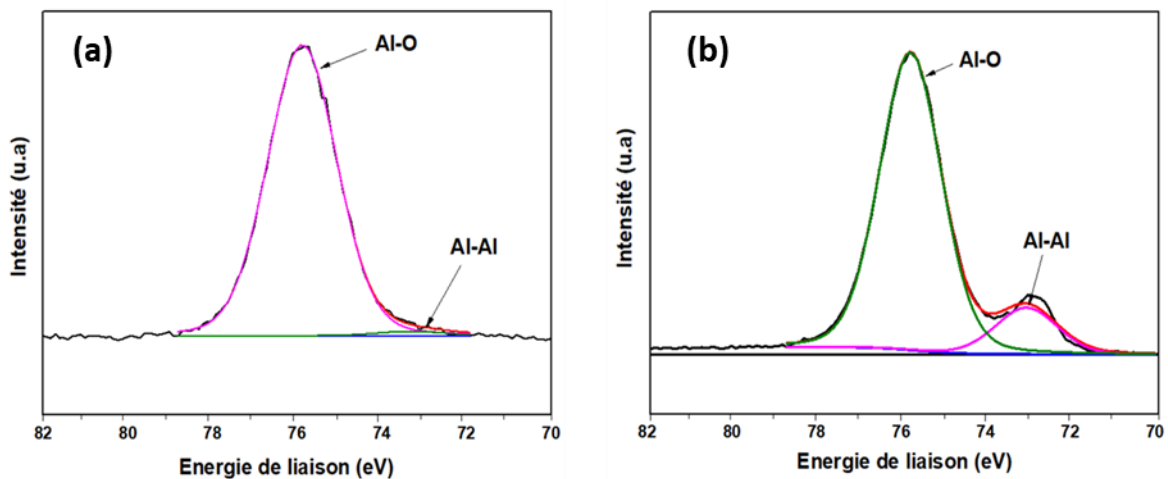 (a)
Al-O
Al-Al
Intensité (u.a)
82 80 78 76 74 72 70
Energie de liaison (eV)
(b)
Al-O
Al-Al
Intensité (u.a)
82 80 78 76 74 72 70
Energie de liaison (eV)